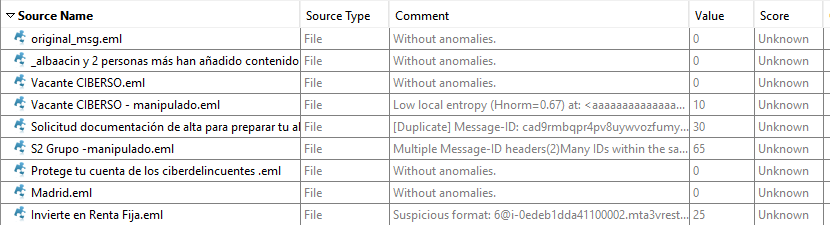 Source Name Source Type Comment Value Score
original_msg.eml File Without anomalies. 0 Unknown
_albaacin y 2 personas más han añadido contenido File Without anomalies. 0 Unknown
Vacante CIBERSO.eml File Without anomalies. 0 Unknown
Vacante CIBERSO - manipulado.eml File Low local entropy (Hnorm=0.67) at: <aaaaaaaaaaaaaa... 10 Unknown
Solicitud documentación de alta para preparar tu al File [Duplicate] Message-ID: cad9rmbqpr4pv8uywvozfumy... 30 Unknown
S2 Grupo -manipulado.eml File Multiple Message-ID headers(2)Many IDs within the sa... 65 Unknown
Protege tu cuenta de los ciberdelincuentes .eml File Without anomalies. 0 Unknown
Madrid.eml File Without anomalies. 0 Unknown
Invierte en Renta Fija.eml File Suspicious format: 6@i-0edeb1dda41100002.mta3vrest... 25 Unknown